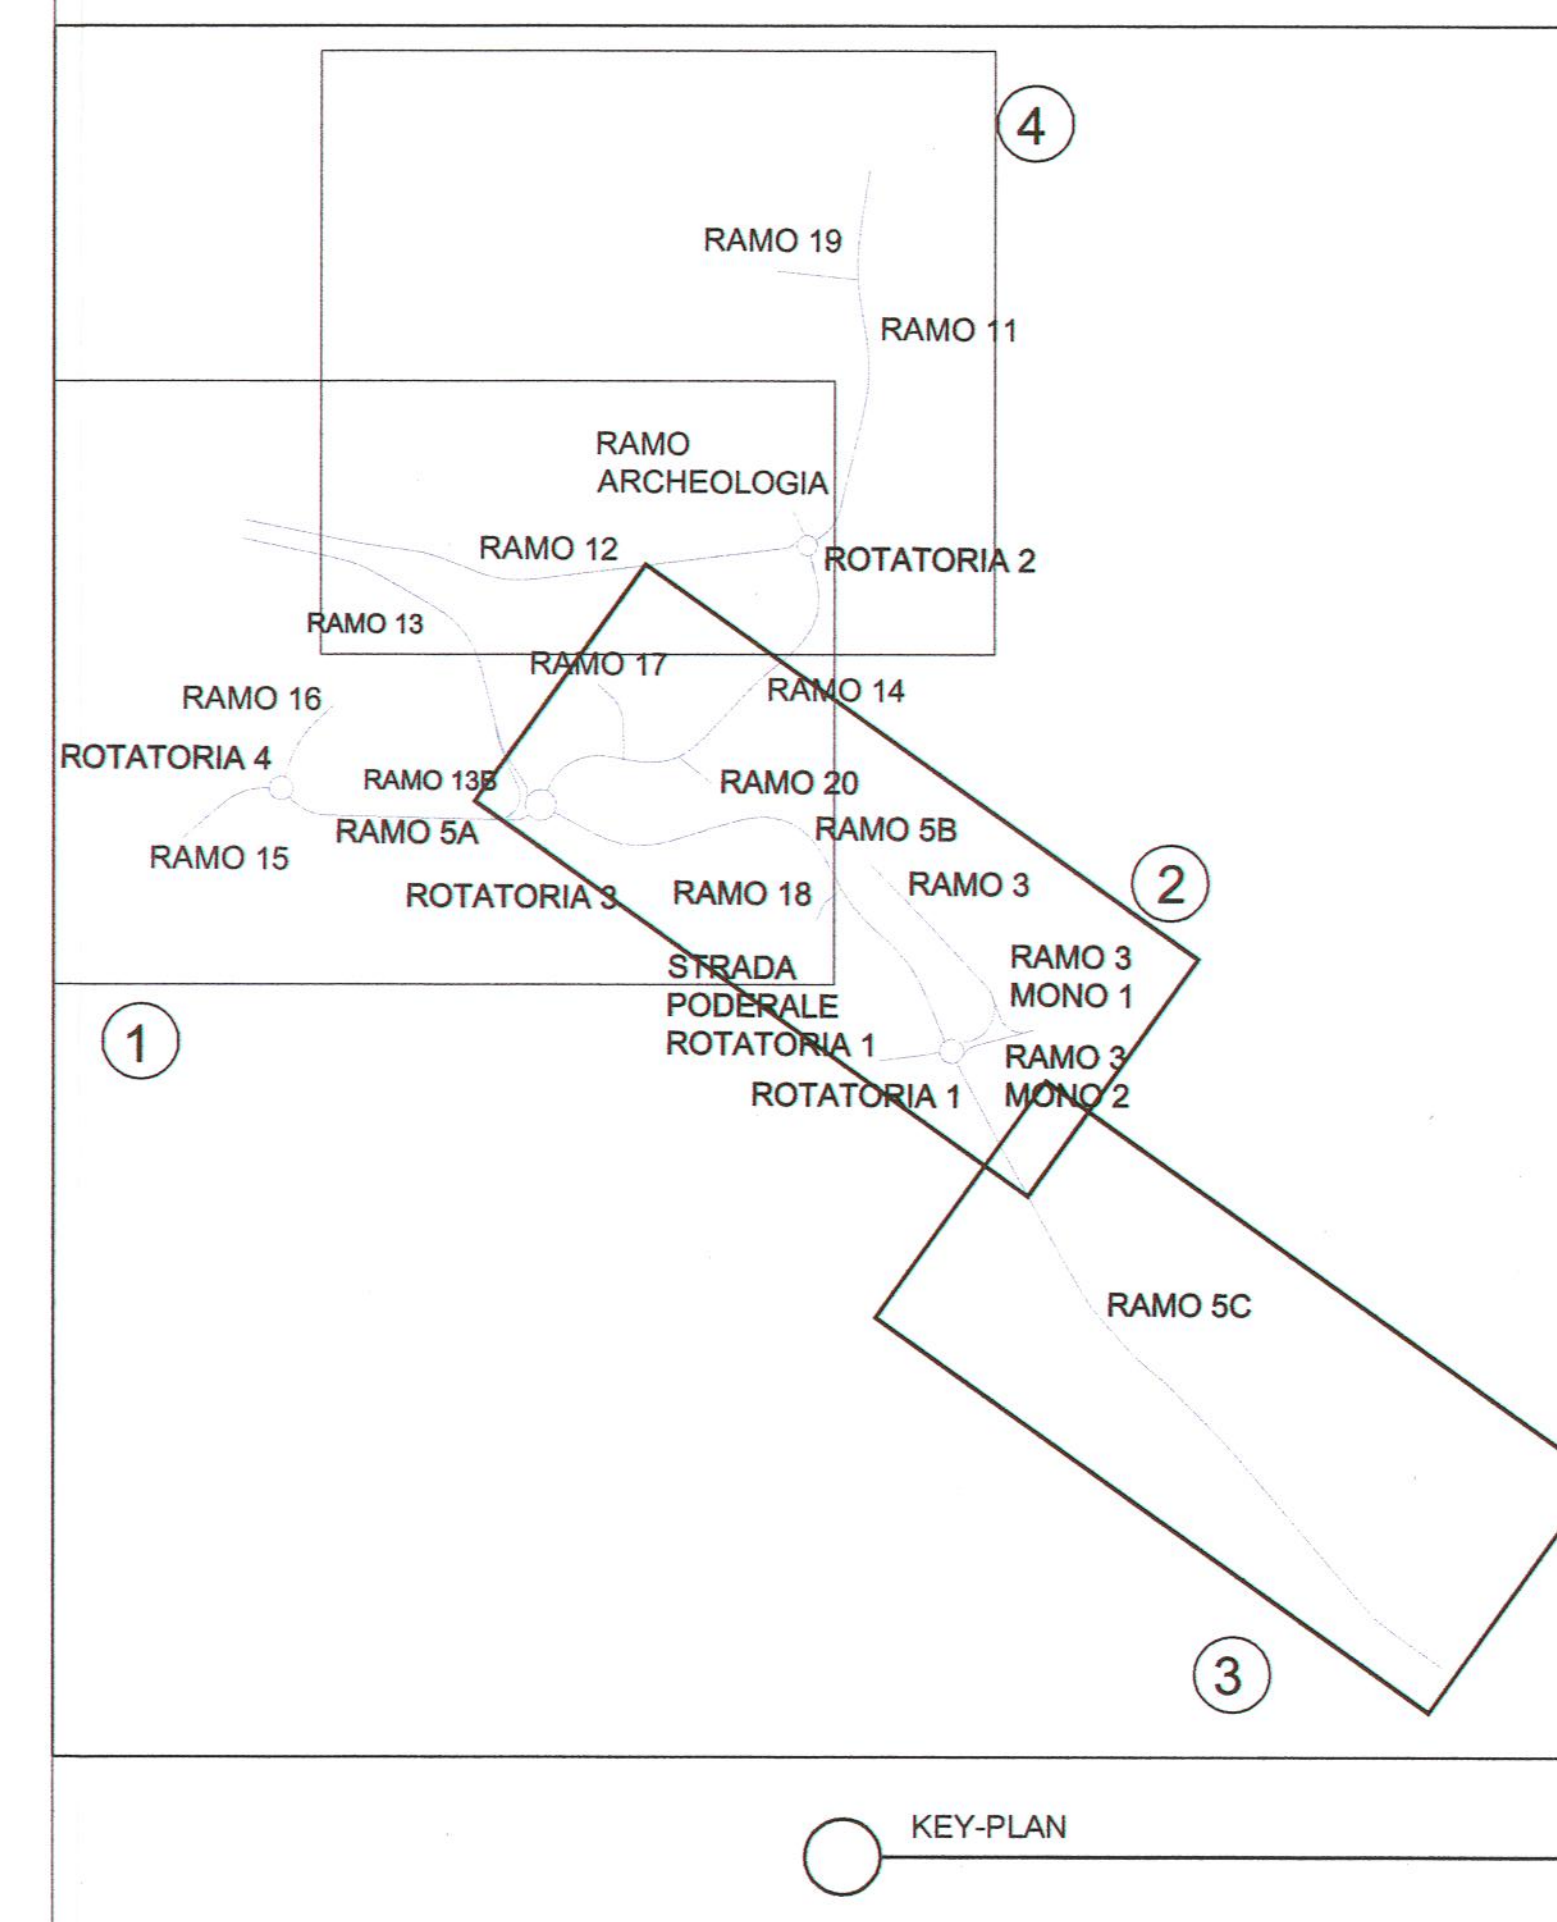 4
RAMO 19
RAMO 11
RAMO
ARCHEOLOGIA
RAMO 12
ROTATORIA 2
RAMO 13
RAMO 17
RAMO 16
RAMO 14
ROTATORIA 4
RAMO 13B
RAMO 20
RAMO 5A
RAMO 5B
RAMO 15
ROTATORIA 3
RAMO 18
RAMO 3
2
STRADA
PODERALE
ROTATORIA 1
RAMO 3
MONO 1
1
ROTATORIA 1
RAMO 3
MONO 2
RAMO 5C
3
KEY-PLAN